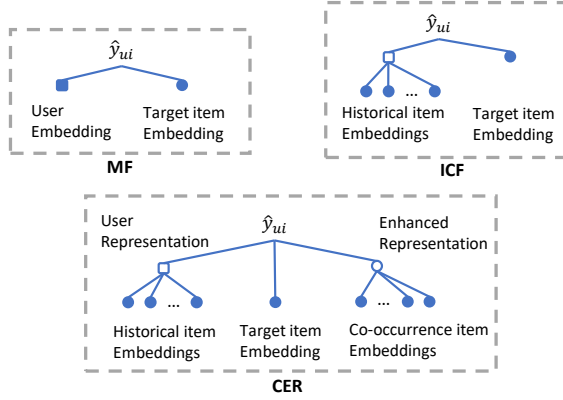 ŷui
User
Embedding
Target item
Embedding
MF
ŷui
...
Historical item
Embeddings
Target item
Embedding
ICF
User
Representation
ŷui
Enhanced
Representation
...
...
Historical item
Embeddings
Target item
Embedding
Co-occurrence item
Embeddings
CER